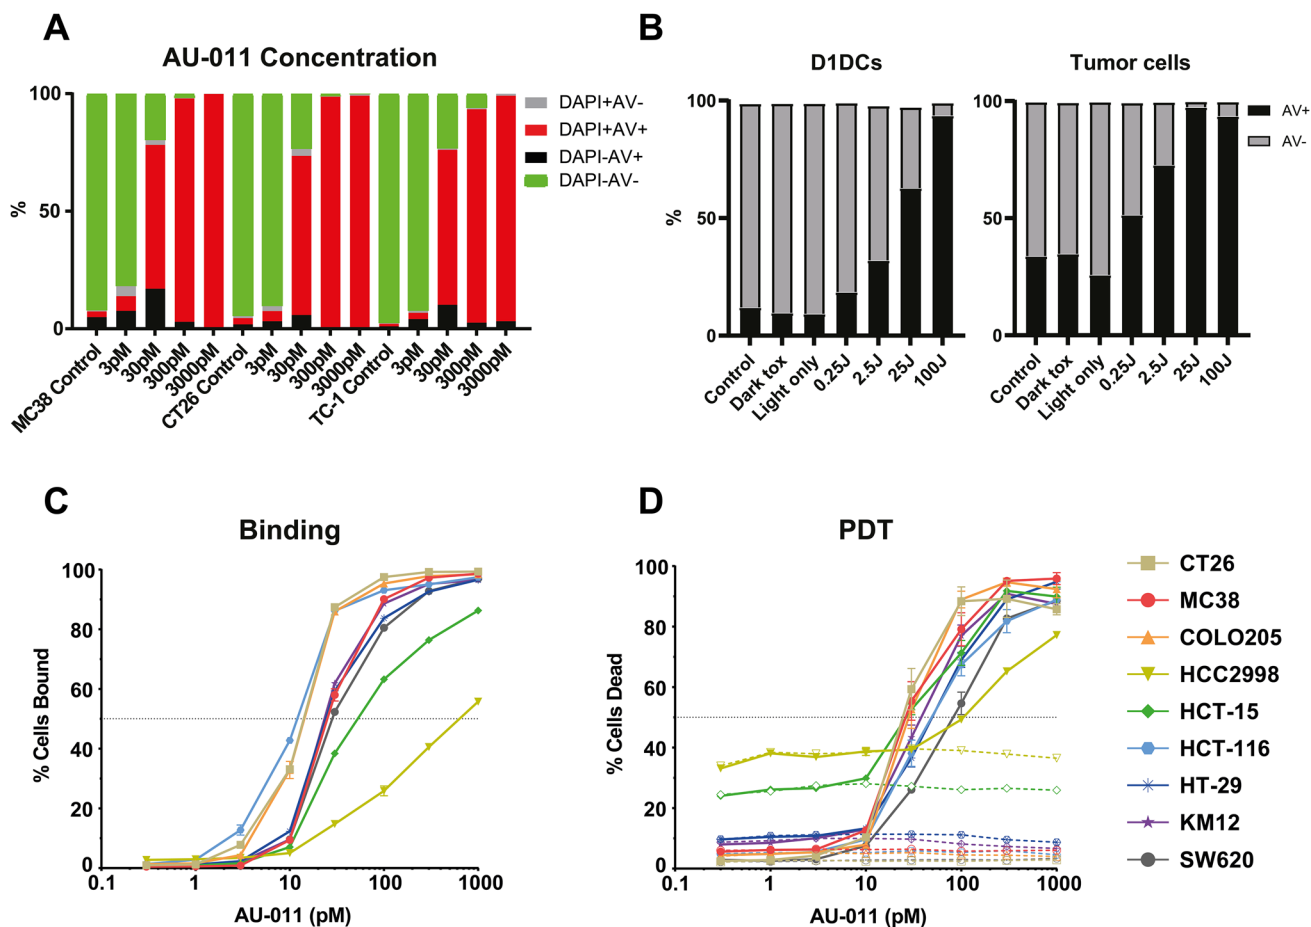 A
AU-011 Concentration
100
50
0
%
MC38 Control
3pM
30pM
300pM
3000pM
CT26 Control
3pM
30pM
300pM
3000pM
TC-1 Control
3pM
30pM
300pM
3000pM
DAPI+AV-
DAPI+AV+
DAPI-AV+
DAPI-AV-
B
D1DCs
100
50
0
%
Control
Dark tox
Light only
0.25J
2.5J
25J
100J
Tumor cells
100
50
0
Control
Dark tox
Light only
0.25J
2.5J
25J
100J
AV+
AV-
C
Binding
% Cells Bound
100
80
60
40
20
0
0.1
1
10
100
1000
AU-011 (pM)
D
PDT
% Cells Dead
100
80
60
40
20
0
0.1
1
10
100
1000
AU-011 (pM)
CT26
MC38
COLO205
HCC2998
HCT-15
HCT-116
HT-29
KM12
SW620